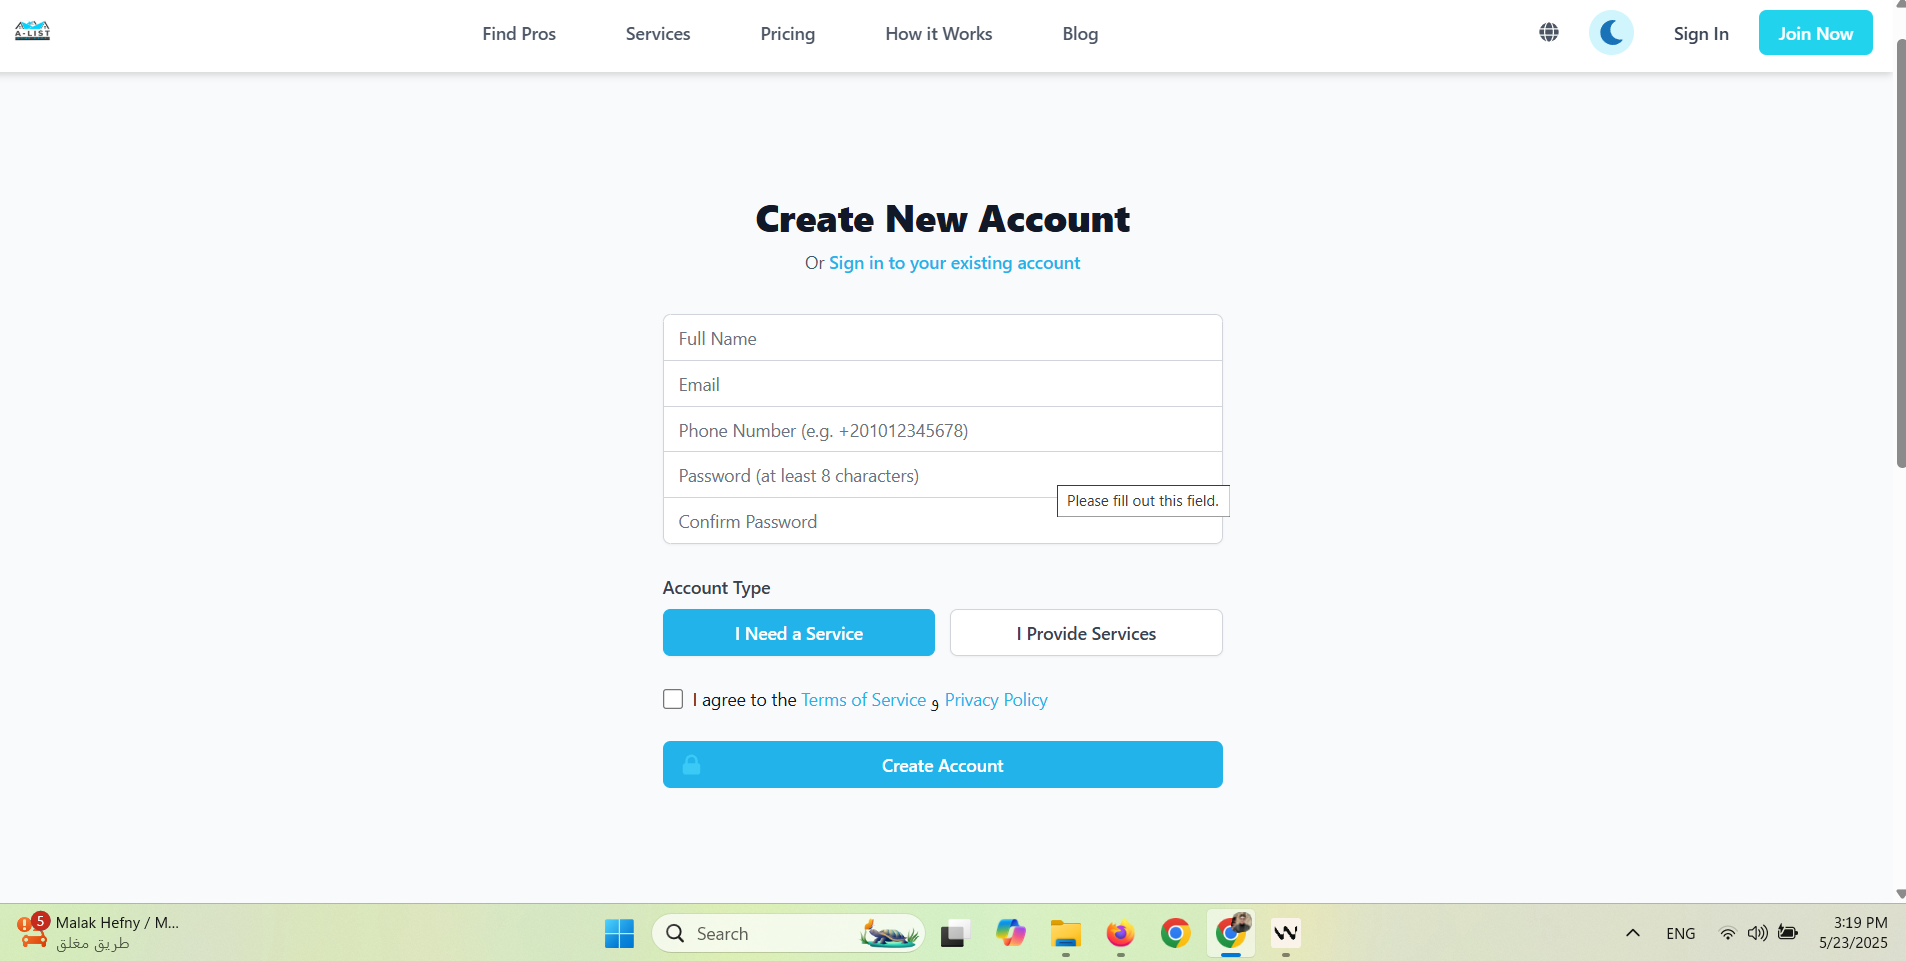 A-LIST
Find Pros
Services
Pricing
How it Works
Blog
Sign In
Join Now
Create New Account
Or Sign in to your existing account
Full Name
Email
Phone Number (e.g. +201012345678)
Password (at least 8 characters)
Please fill out this field.
Confirm Password
Account Type
I Need a Service
I Provide Services
I agree to the Terms of Service و Privacy Policy
Create Account
5
Malak Hefny / M...
طريق مغلق
Search
ENG
3:19 PM
5/23/2025